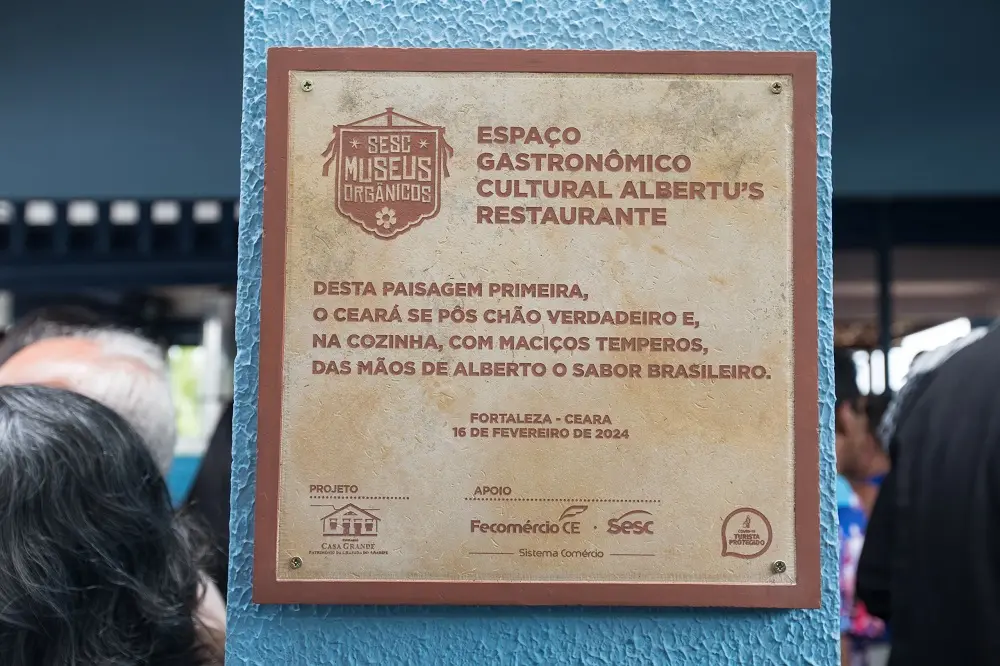 SESC
MUSEUS
ORGÂNICOS
ESPAÇO
GASTRONÔMICO
CULTURAL ALBERTU'S
RESTAURANTE
DESTA PAISAGEM PRIMEIRA,
O CEARÁ SE PÔS CHÃO VERDADEIRO E,
NA COZINHA, COM MACIÇOS TEMPEROS,
DAS MÃOS DE ALBERTO O SABOR BRASILEIRO.
FORTALEZA - CEARA
16 DE FEVEREIRO DE 2024
PROJETO
CASA GRANDE
APOIO
Fecomércio CE · Sesc
Sistema Comércio
TURISTA
PROTEGIDO